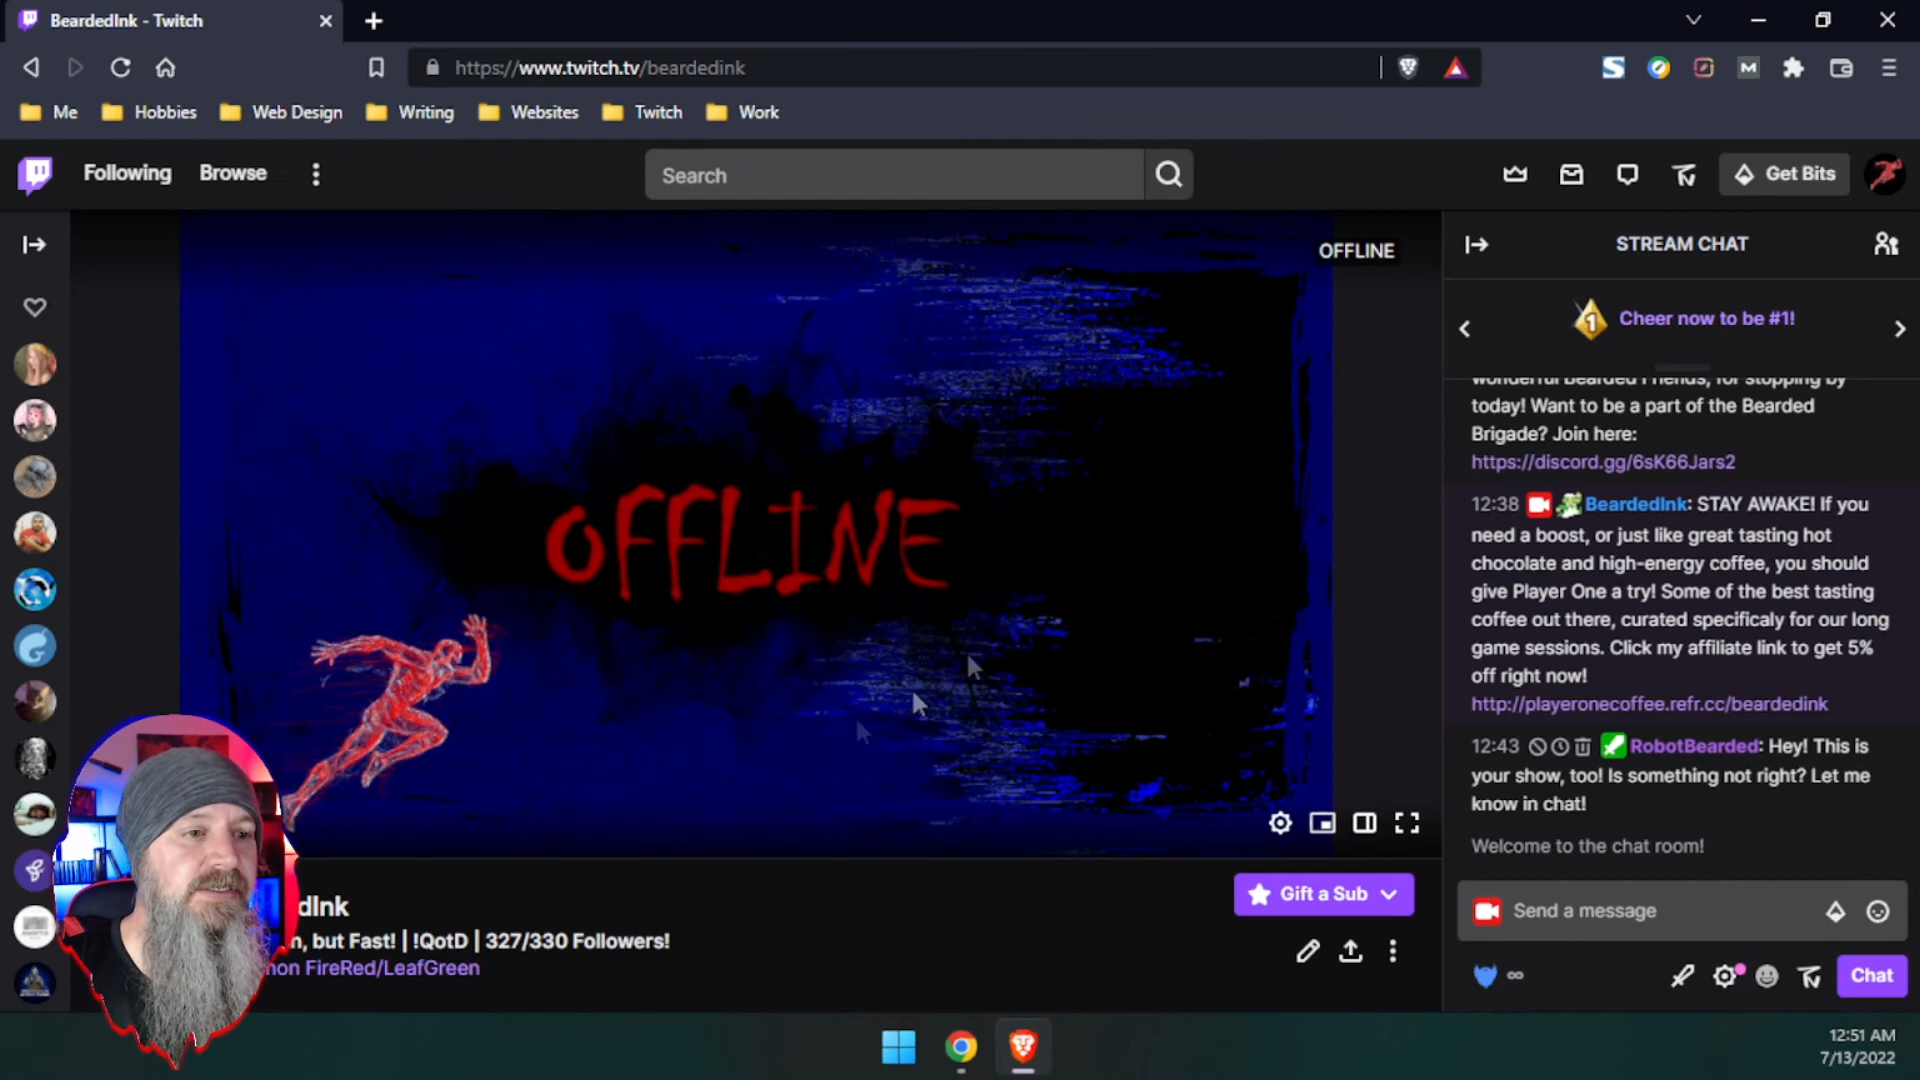 BeardedInk - Twitch
https://www.twitch.tv/beardedink
Me
Hobbies
Web Design
Writing
Websites
Twitch
Work
Following
Browse
Search
Get Bits
OFFLINE
OFFLINE
STREAM CHAT
1
Cheer now to be #1!
wonderful Bearded Friends, for stopping by
today! Want to be a part of the Bearded
Brigade? Join here:
https://discord.gg/6sK66Jars2
12:38 BeardedInk: STAY AWAKE! If you
need a boost, or just like great tasting hot
chocolate and high-energy coffee, you should
give Player One a try! Some of the best tasting
coffee out there, curated specificaly for our long
game sessions. Click my affiliate link to get 5%
off right now!
http://playeronecoffee.refr.cc/beardedink
12:43 RobotBearded: Hey! This is
your show, too! Is something not right? Let me
know in chat!
Welcome to the chat room!
Send a message
∞
Chat
dInk
n, but Fast! | !QotD | 327/330 Followers!
non FireRed/LeafGreen
Gift a Sub
12:51 AM
7/13/2022